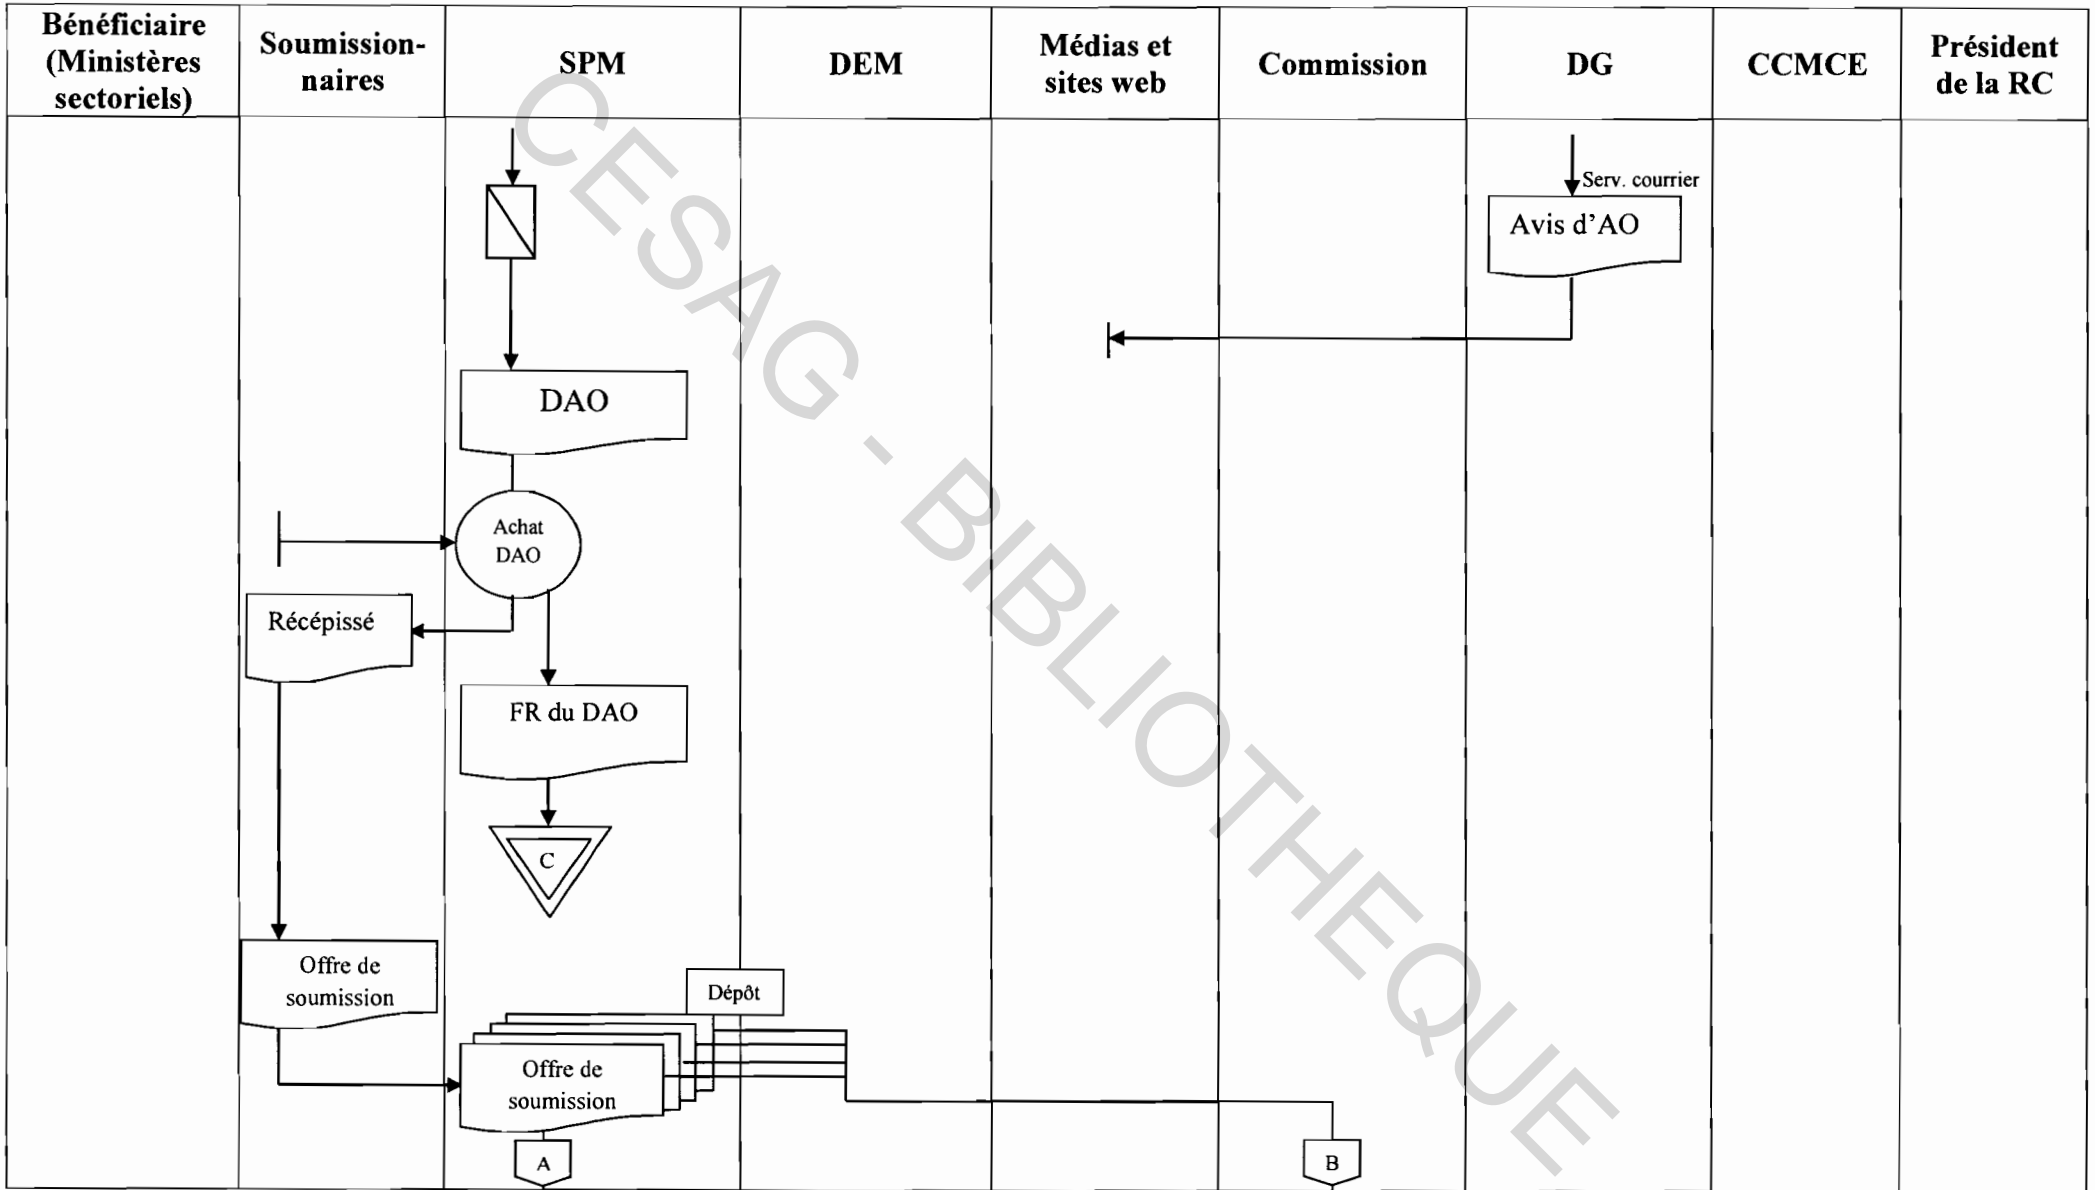 Bénéficiaire
(Ministères
sectoriels)
Soumission-
naires
SPM
DEM
Médias et
sites web
Commission
DG
CCMCE
Président
de la RC
Serv. courrier
Avis d’AO
DAO
Achat
DAO
Récépissé
FR du DAO
C
Offre de
soumission
Dépôt
Offre de
soumission
A
B
CESAG - BIBLIOTHEQUE